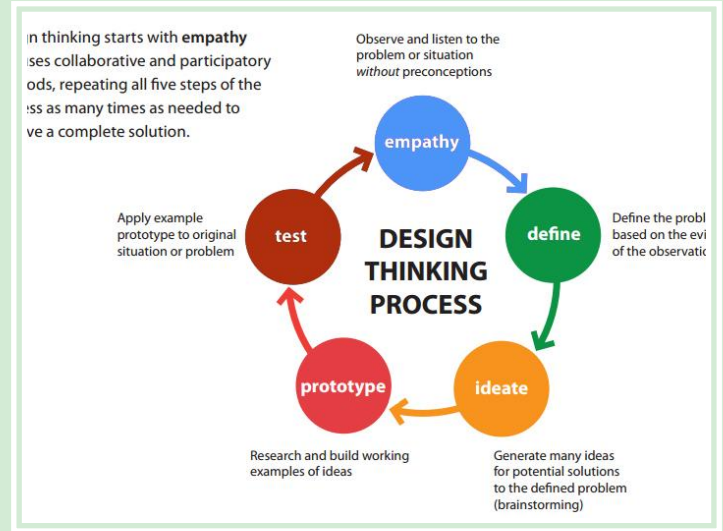 n thinking starts with empathy
ses collaborative and participatory
ods, repeating all five steps of the
ss as many times as needed to
ve a complete solution.
Observe and listen to the
problem or situation
without preconceptions
empathy
Apply example
prototype to original
situation or problem
test
DESIGN
THINKING
PROCESS
define
Define the probl
based on the evi
of the observatic
prototype
ideate
Research and build working
examples of ideas
Generate many ideas
for potential solutions
to the defined problem
(brainstorming)